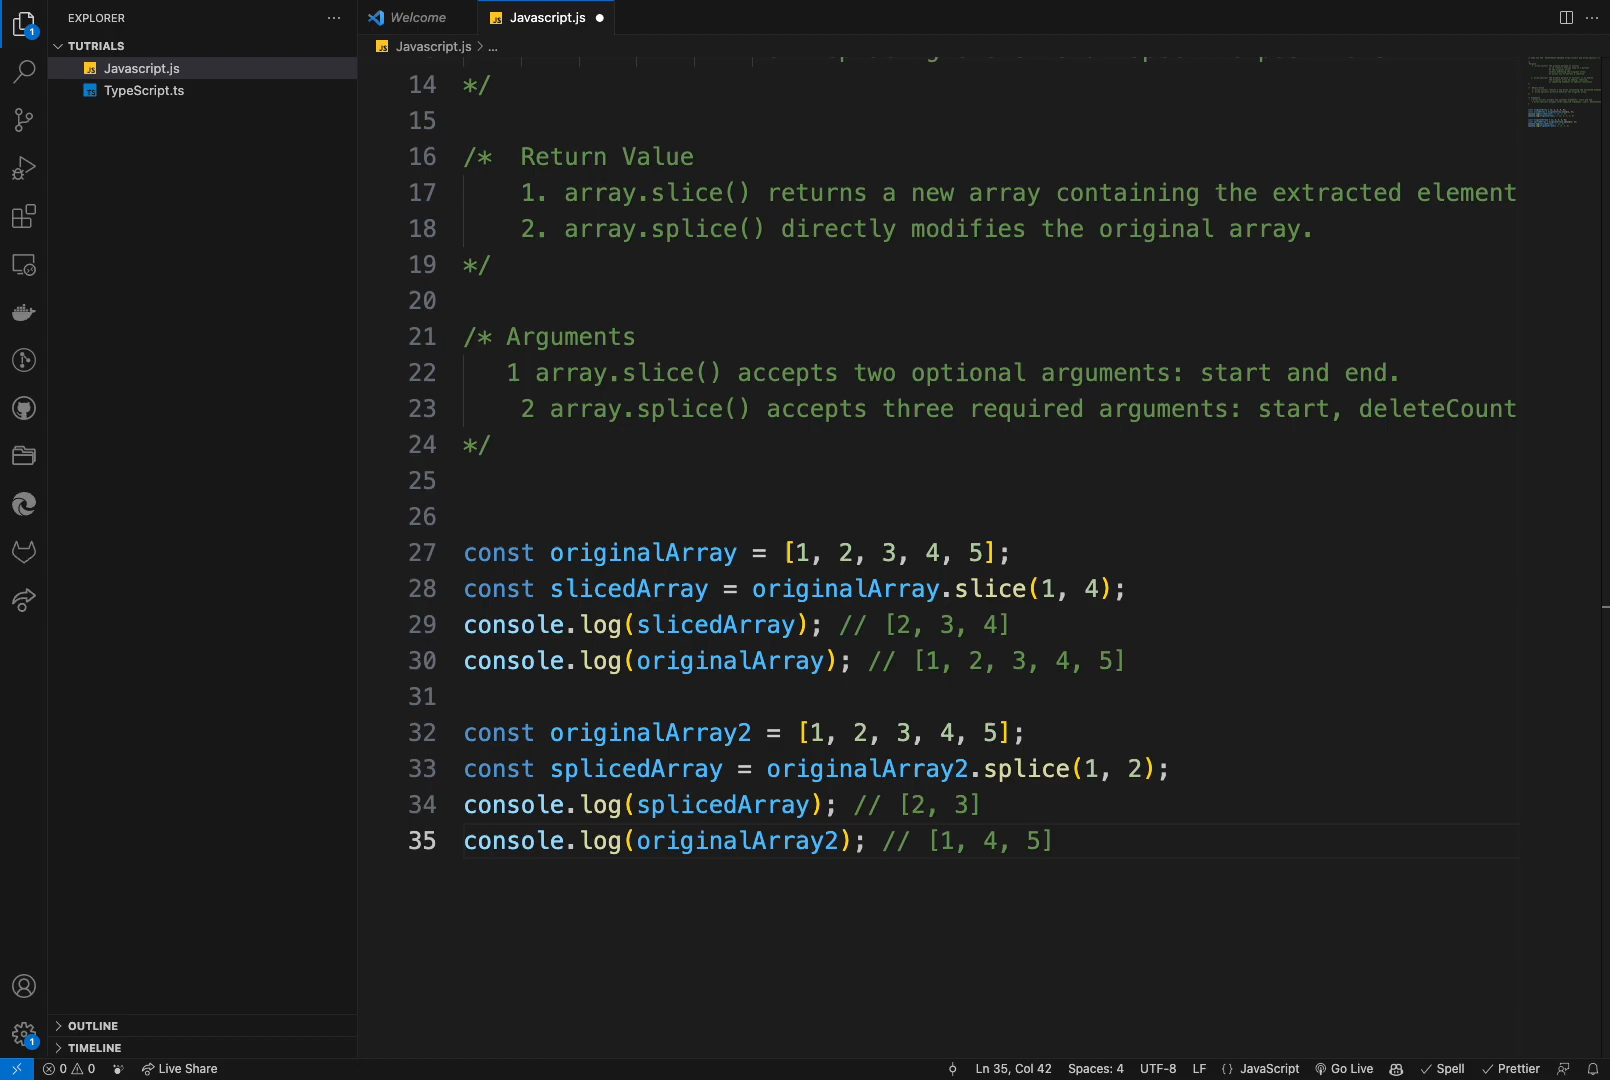 EXPLORER
TUTRIALS
Javascript.js
TypeScript.ts
OUTLINE
TIMELINE
Welcome
Javascript.js
Javascript.js > ...
14 */
15
16 /*  Return Value
17     1. array.slice() returns a new array containing the extracted element
18     2. array.splice() directly modifies the original array.
19 */
20
21 /* Arguments
22    1 array.slice() accepts two optional arguments: start and end.
23     2 array.splice() accepts three required arguments: start, deleteCount
24 */
25
26
27 const originalArray = [1, 2, 3, 4, 5];
28 const slicedArray = originalArray.slice(1, 4);
29 console.log(slicedArray); // [2, 3, 4]
30 console.log(originalArray); // [1, 2, 3, 4, 5]
31
32 const originalArray2 = [1, 2, 3, 4, 5];
33 const splicedArray = originalArray2.splice(1, 2);
34 console.log(splicedArray); // [2, 3]
35 console.log(originalArray2); // [1, 4, 5]
1
1
0 0 Live Share Ln 35, Col 42 Spaces: 4 UTF-8 LF {} JavaScript Go Live Spell Prettier